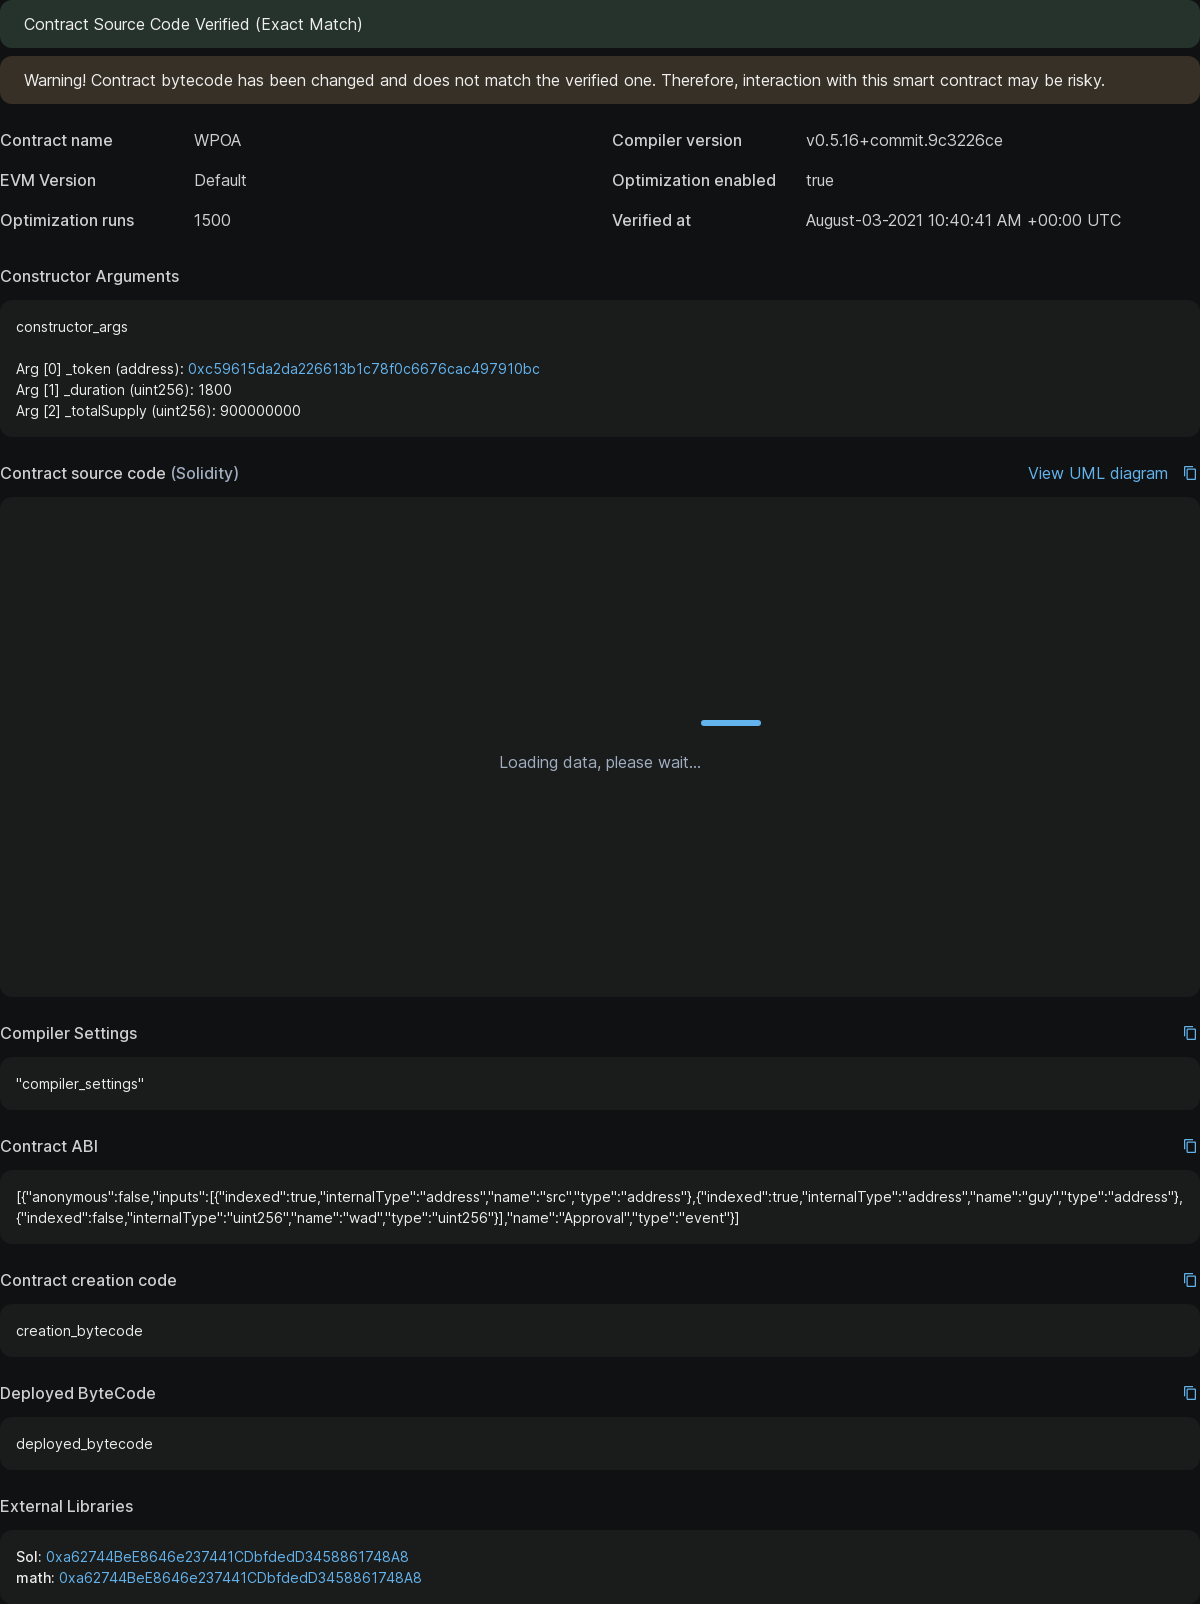 Contract Source Code Verified (Exact Match)
Warning! Contract bytecode has been changed and does not match the verified one. Therefore, interaction with this smart contract may be risky.
Contract name WPOA Compiler version v0.5.16+commit.9c3226ce
EVM Version Default Optimization enabled true
Optimization runs 1500 Verified at August-03-2021 10:40:41 AM +00:00 UTC
Constructor Arguments
constructor_args
Arg [0] _token (address): 0xc59615da2da226613b1c78f0c6676cac497910bc
Arg [1] _duration (uint256): 1800
Arg [2] _totalSupply (uint256): 900000000
Contract source code (Solidity) View UML diagram
Loading data, please wait...
Compiler Settings
"compiler_settings"
Contract ABI
[{"anonymous":false,"inputs":[{"indexed":true,"internalType":"address","name":"src","type":"address"},{"indexed":true,"internalType":"address","name":"guy","type":"address"},
{"indexed":false,"internalType":"uint256","name":"wad","type":"uint256"}],"name":"Approval","type":"event"}]
Contract creation code
creation_bytecode
Deployed ByteCode
deployed_bytecode
External Libraries
Sol: 0xa62744BeE8646e237441CDbfdedD3458861748A8
math: 0xa62744BeE8646e237441CDbfdedD3458861748A8